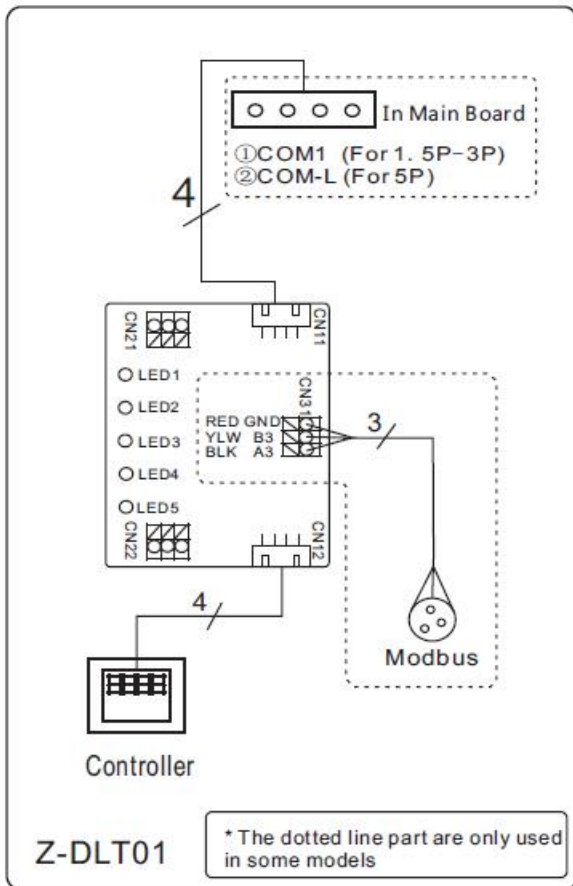 In Main Board
①COM1 (For 1. 5P-3P)
②COM-L (For 5P)
4
CN21
CN11
LED1
LED2
LED3
LED4
LED5
CN31
RED GND
YLW B3
BLK A3
3
CN22
CN12
4
Modbus
Controller
Z-DLT01
* The dotted line part are only used
in some models